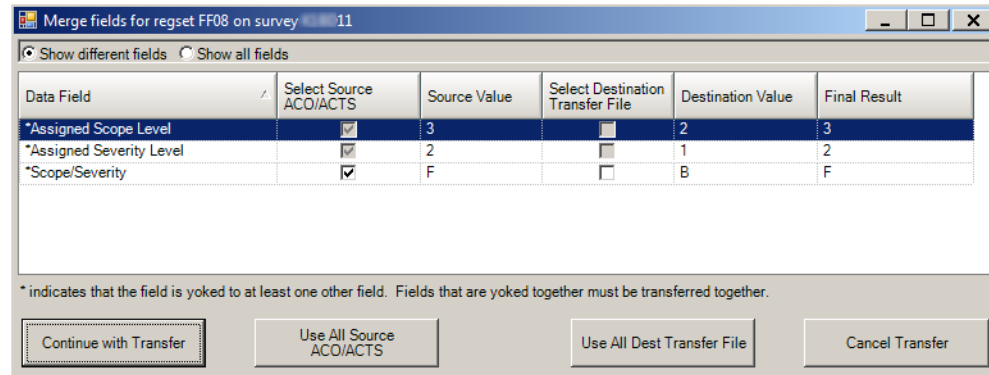 Merge fields for regset FF08 on survey 11
Show different fields Show all fields
Data Field Select Source ACO/ACTS Source Value Select Destination Transfer File Destination Value Final Result
*Assigned Scope Level 3 2 3
*Assigned Severity Level 2 1 2
*Scope/Severity F B F
* indicates that the field is yoked to at least one other field. Fields that are yoked together must be transferred together.
Continue with Transfer Use All Source ACO/ACTS Use All Dest Transfer File Cancel Transfer